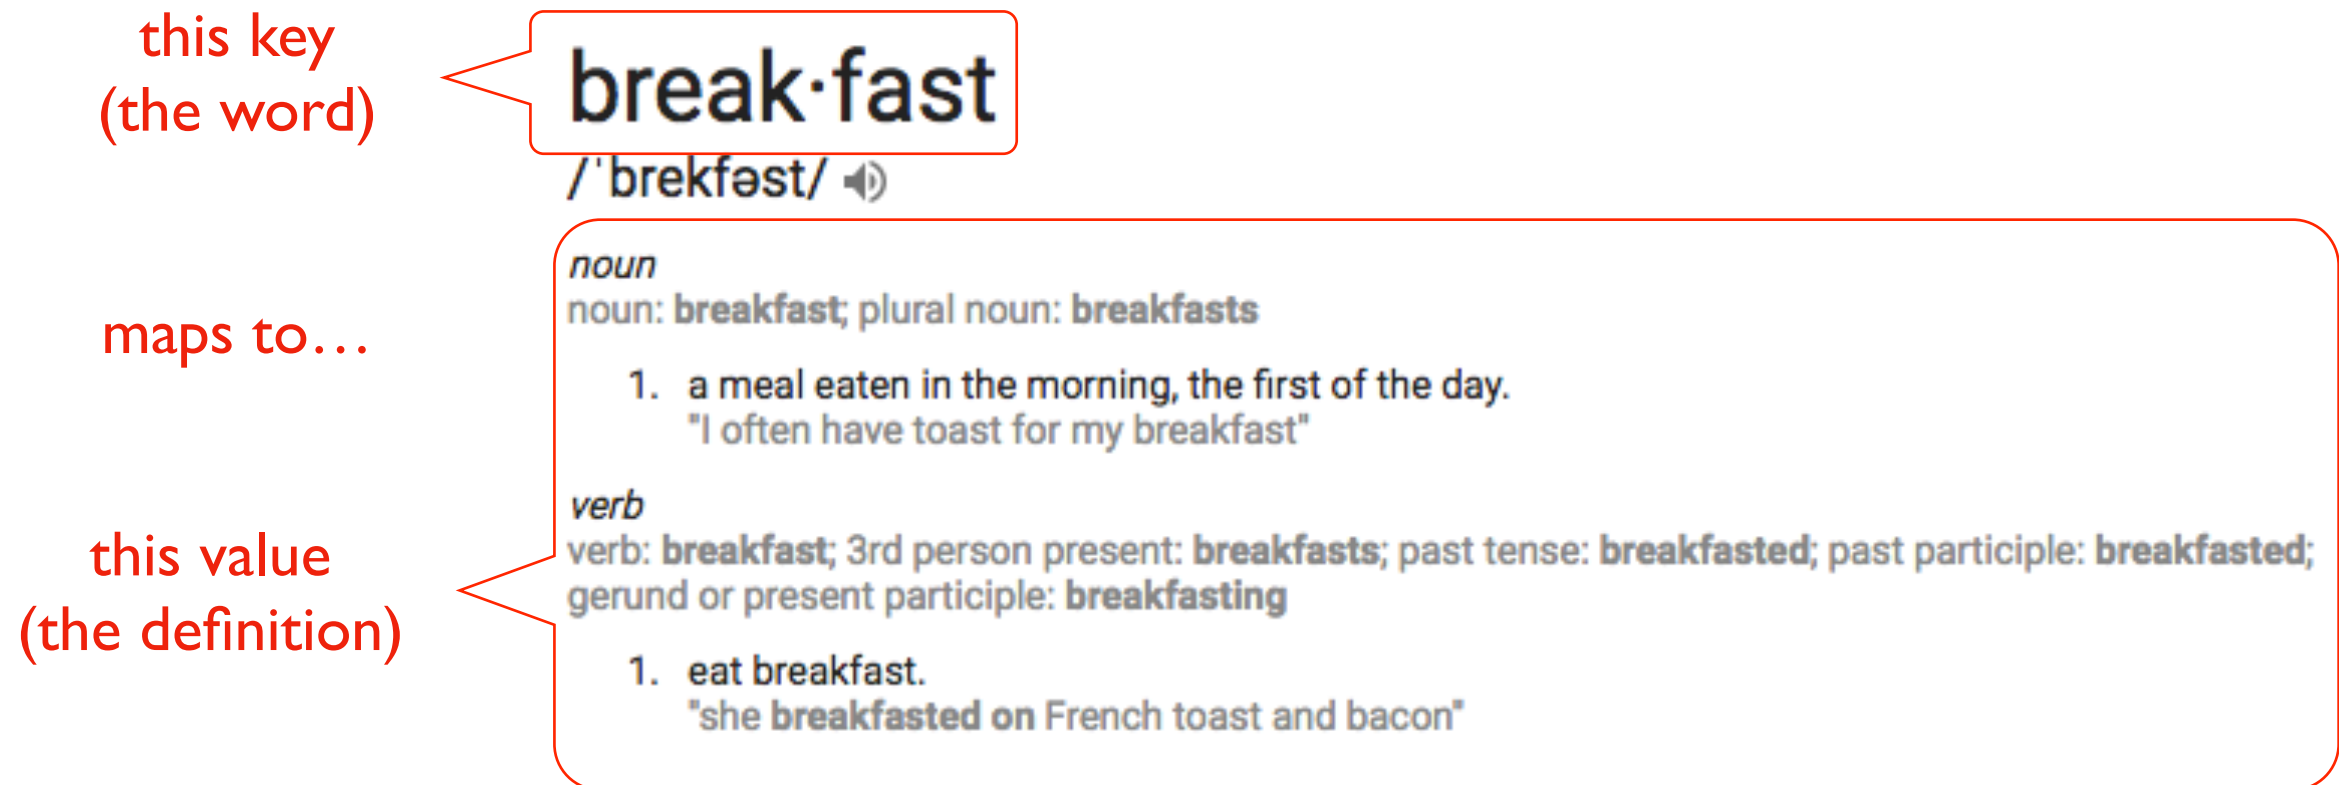 this key
(the word)
break·fast
/ˈbrekfəst/
maps to…
this value
(the definition)
noun
noun: breakfast; plural noun: breakfasts
1. a meal eaten in the morning, the first of the day.
"I often have toast for my breakfast"
verb
verb: breakfast; 3rd person present: breakfasts; past tense: breakfasted; past participle: breakfasted;
gerund or present participle: breakfasting
1. eat breakfast.
"she breakfasted on French toast and bacon"